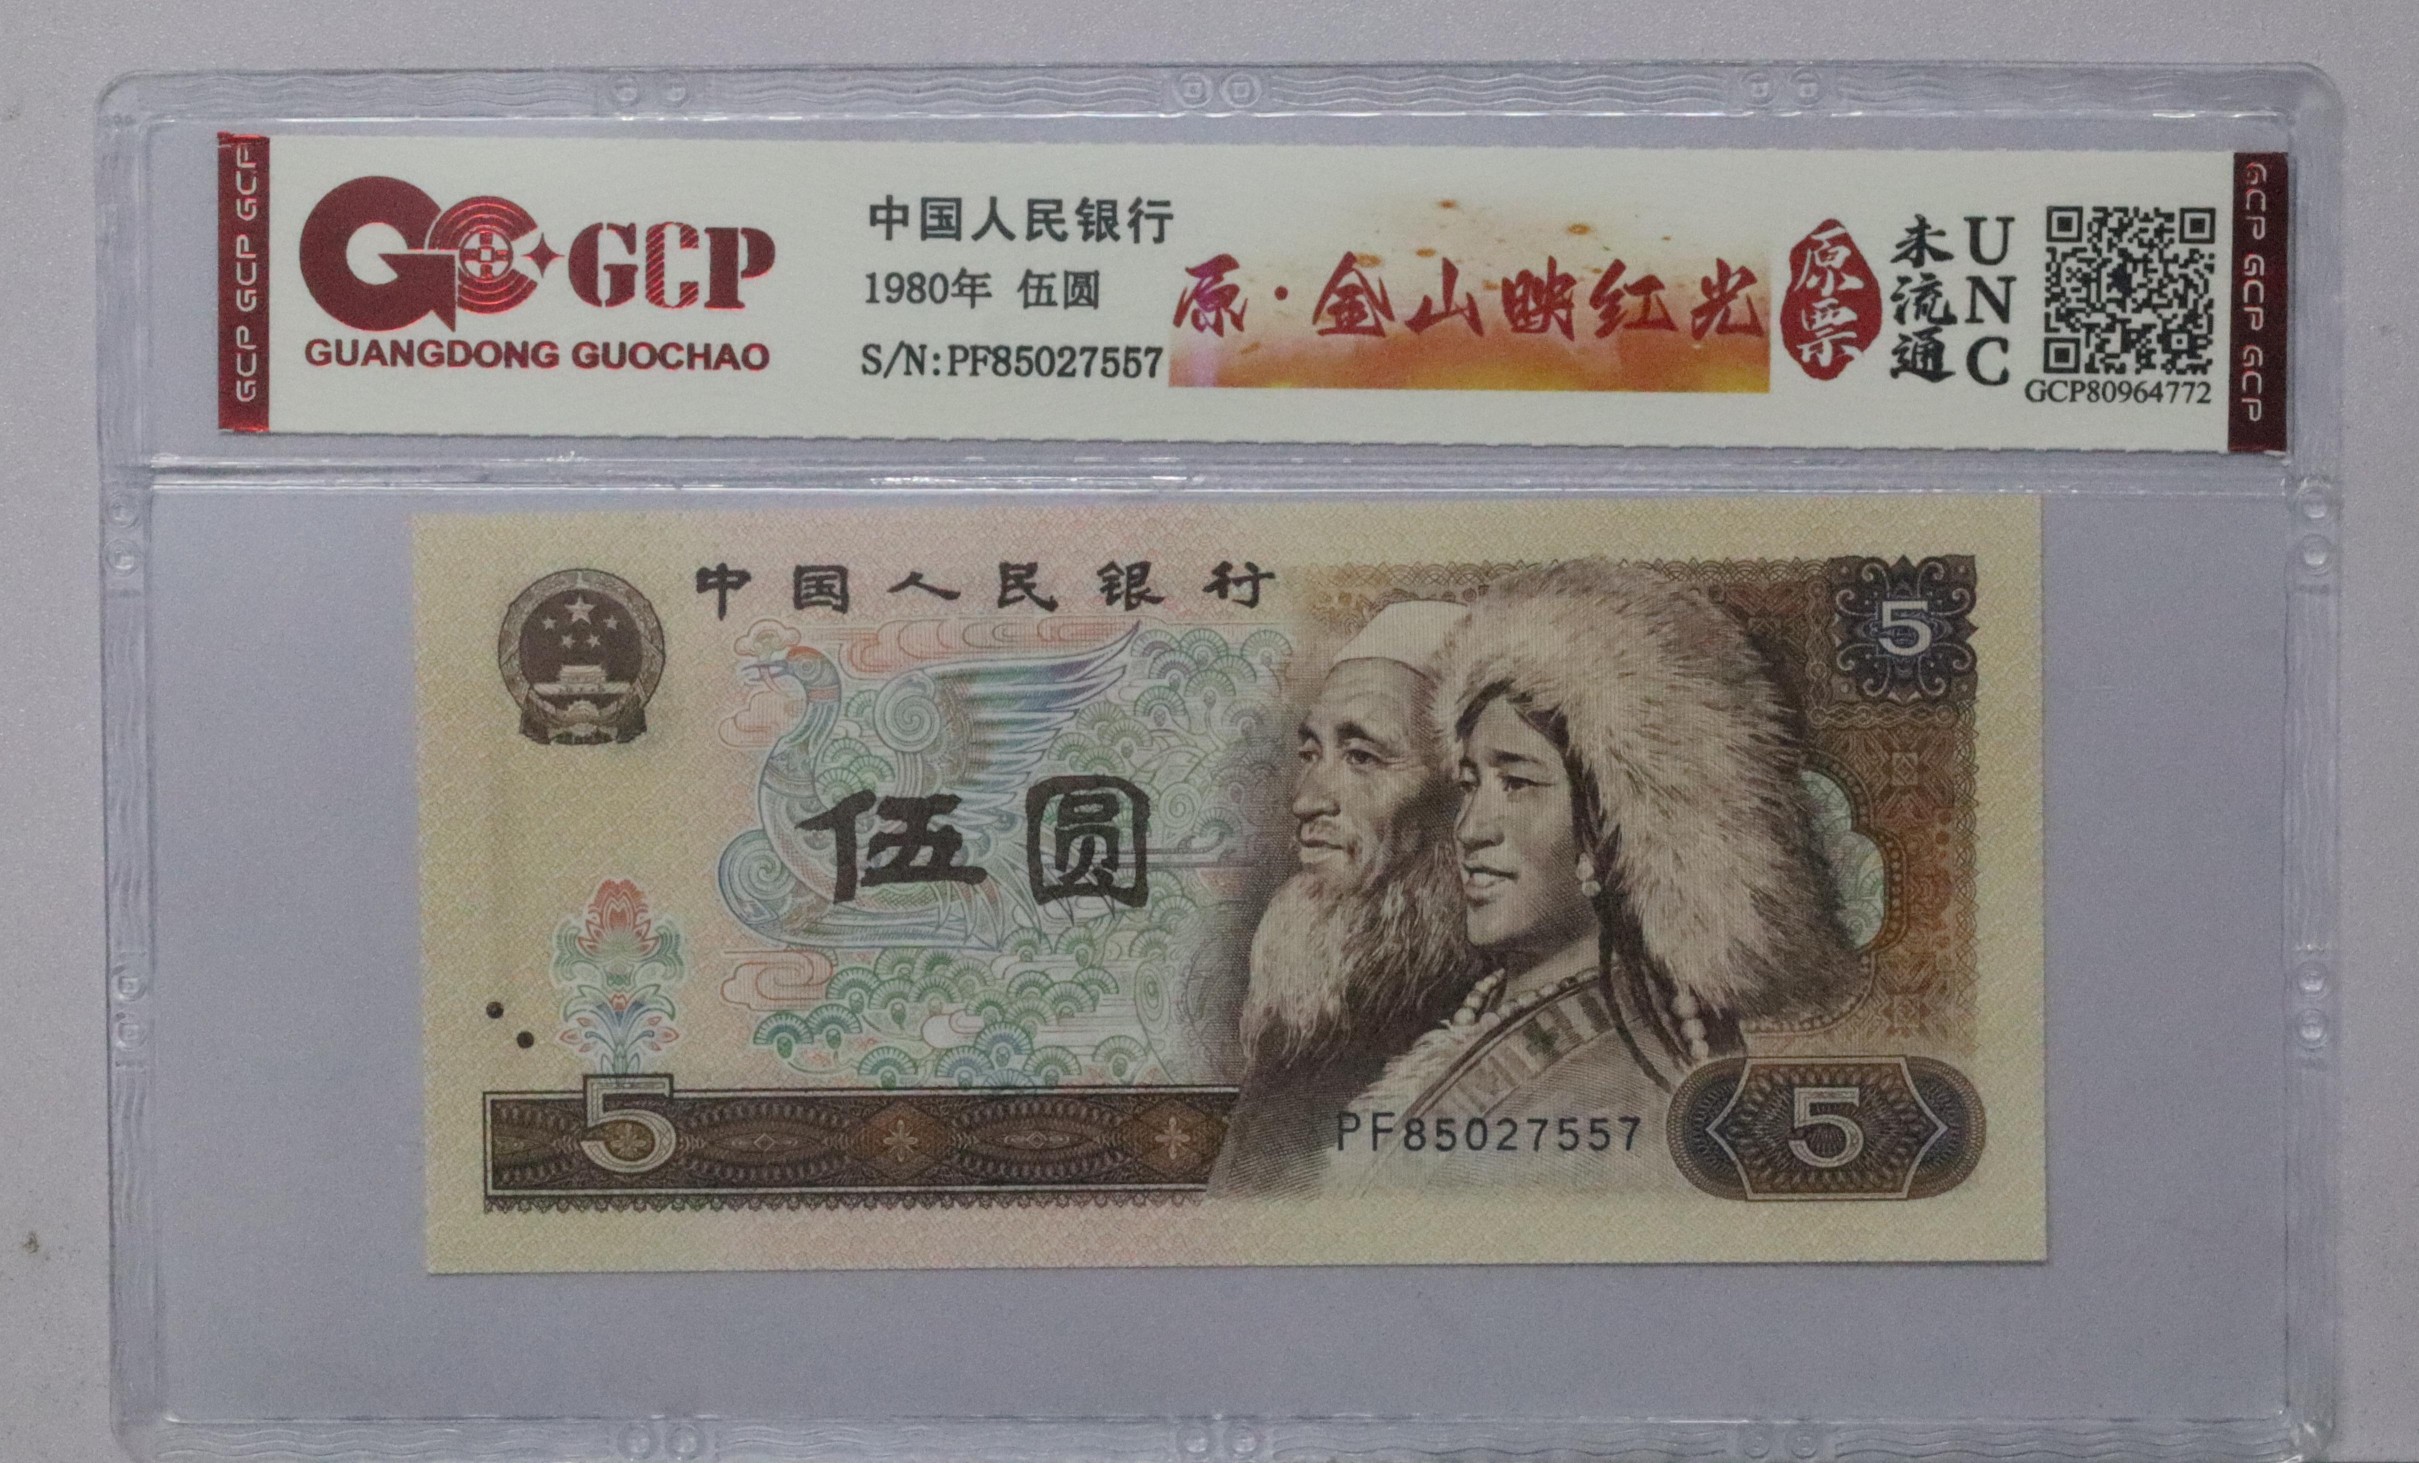 GCP GCP GCP
GCP
GUANGDONG GUOCHAO
中国人民银行
1980年 伍圆
S/N:PF85027557
原·金山映红光
原票
未流通
UNC
GCP80964772
GCP GCP GCP
中国人民银行
5
伍圆
5
PF85027557
5